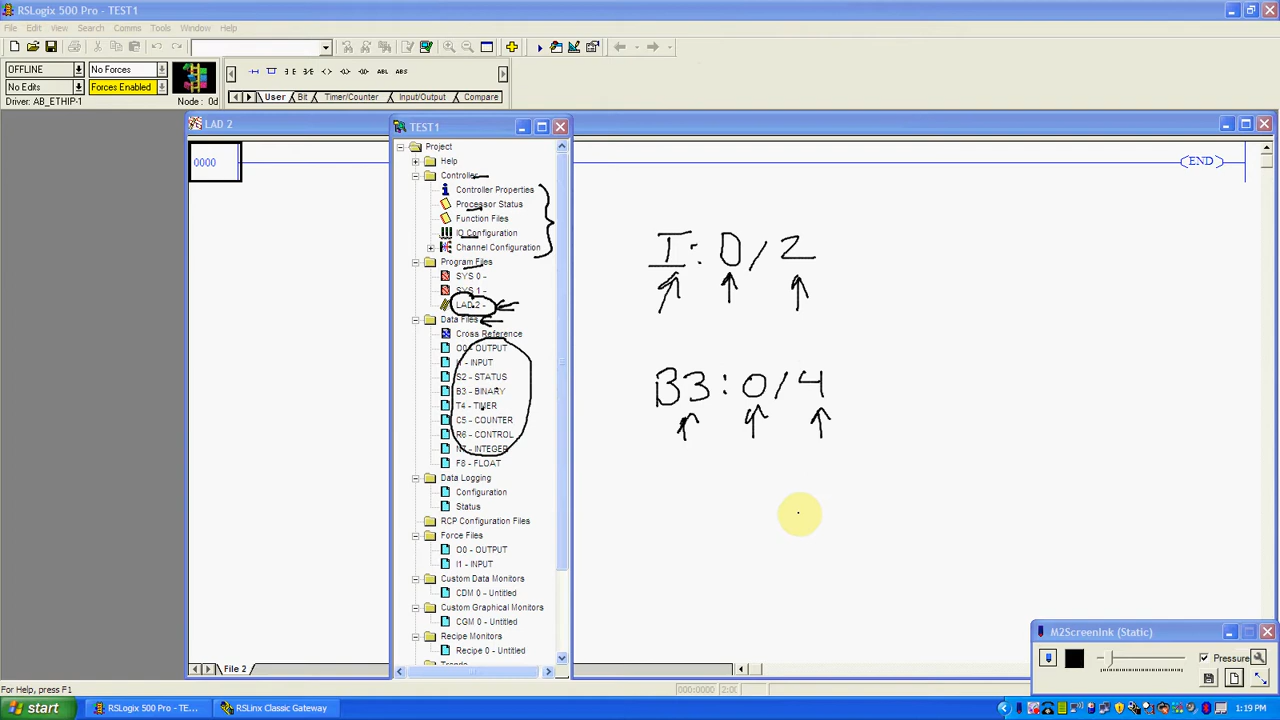 RSLogix 500 Pro - TEST1
File Edit View Search Comms Tools Window Help
OFFLINE No Forces
No Edits Forces Enabled
Driver: AB_ETHIP-1 Node : 0d
ABL ABS
User Bit Timer/Counter Input/Output Compare
LAD 2
TEST1
0000
END
Project
Help
Controller
Controller Properties
Processor Status
Function Files
IO Configuration
Channel Configuration
Program Files
SYS 0 -
SYS 1 -
LAD 2 -
Data Files
Cross Reference
O0 - OUTPUT
I1 - INPUT
S2 - STATUS
B3 - BINARY
T4 - TIMER
C5 - COUNTER
R6 - CONTROL
N7 - INTEGER
F8 - FLOAT
Data Logging
Configuration
Status
RCP Configuration Files
Force Files
O0 - OUTPUT
I1 - INPUT
Custom Data Monitors
CDM 0 - Untitled
Custom Graphical Monitors
CGM 0 - Untitled
Recipe Monitors
Recipe 0 - Untitled
Trends
I:0/2
B3:0/4
File 2
M2ScreenInk (Static)
Pressure
For Help, press F1
000:0000 2:00
start RSLogix 500 Pro - TE... RSLinx Classic Gateway 1:19 PM